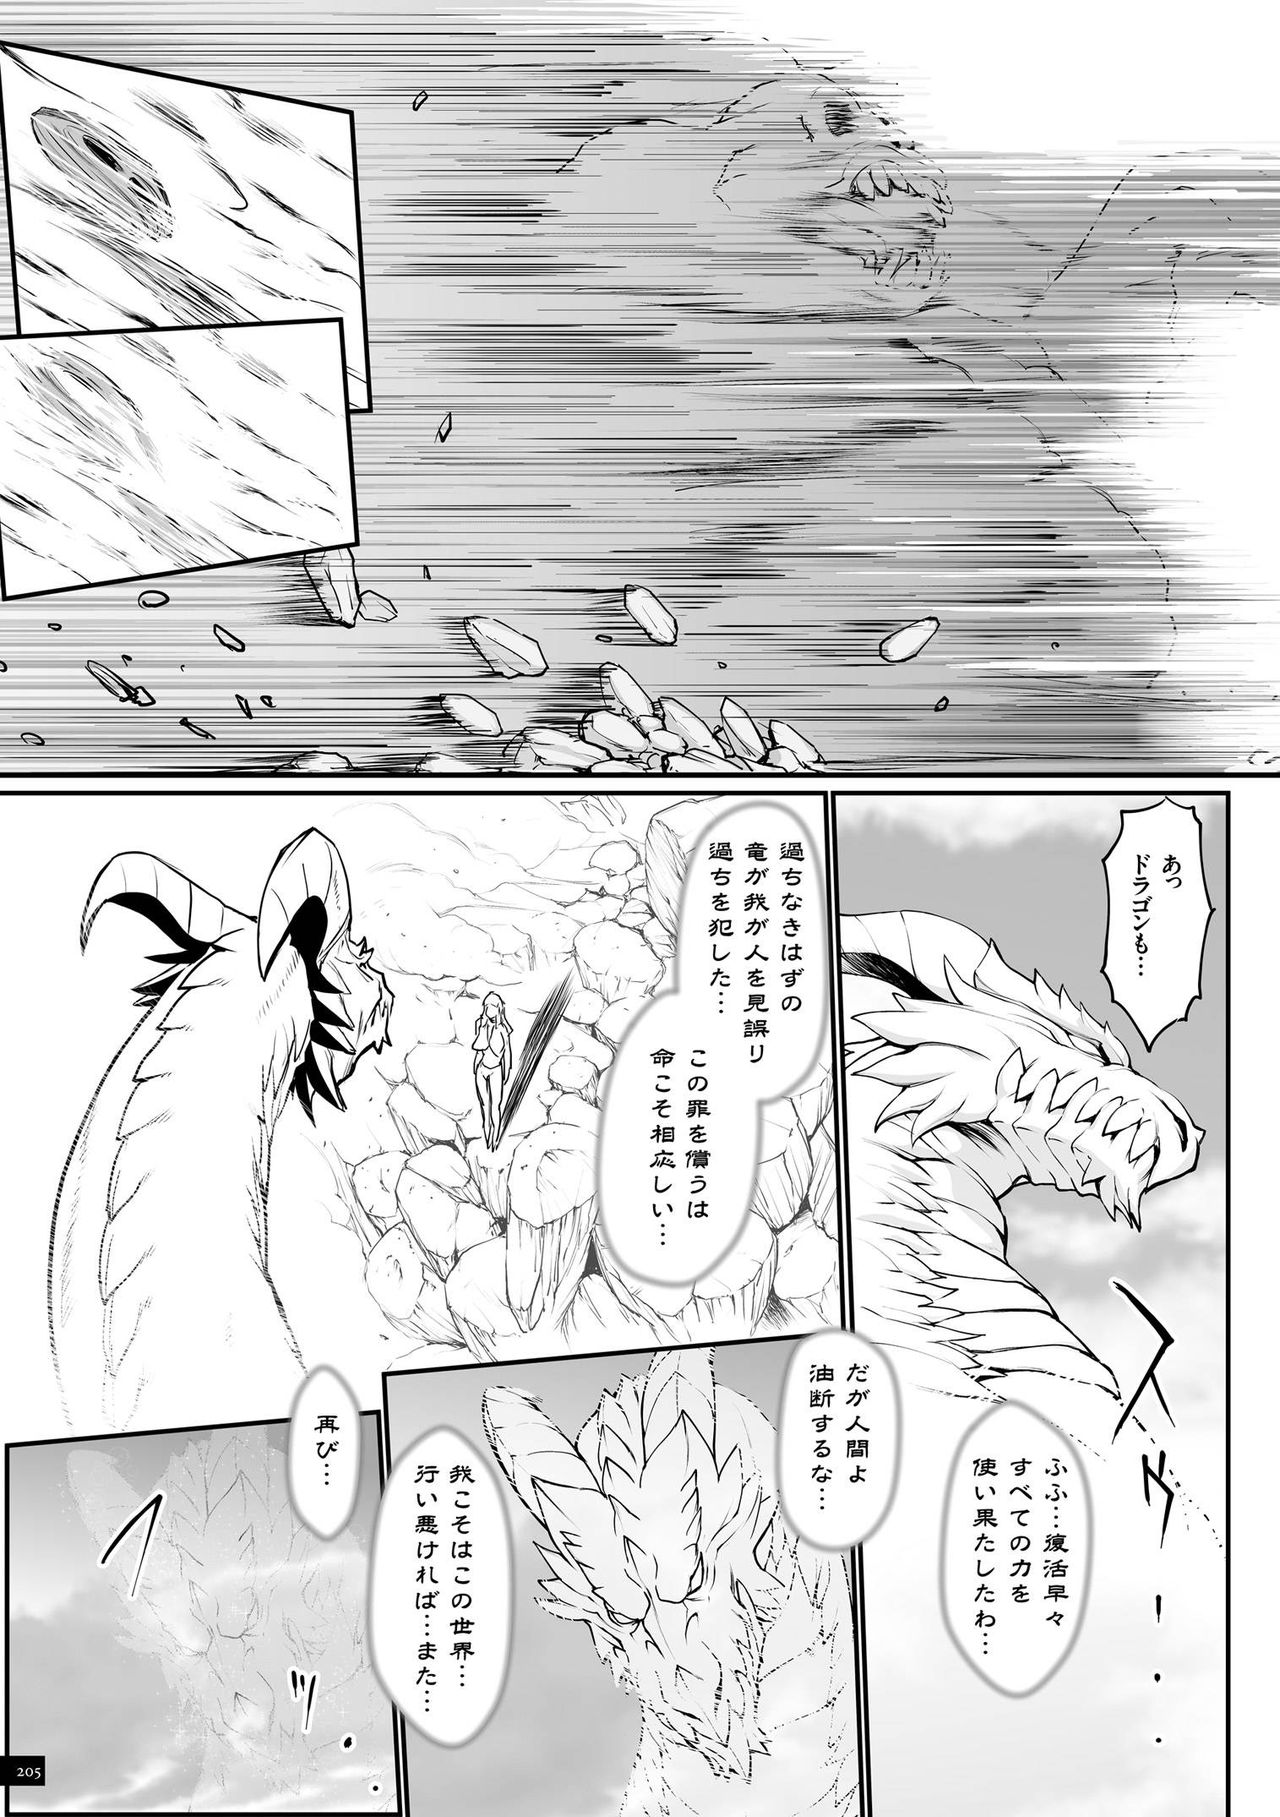 あっ
ドラゴンも…
ふふ…復活早々
すべての力を
使い果たしたわ…
スゥ…
過ちなきはずの
竜が我が人を見誤り
過ちを犯した…
この罪を償うは
命こそ相応しい…
だが人間よ
油断するな…
我こそはこの世界…
行い悪ければ…また…
再び…
205